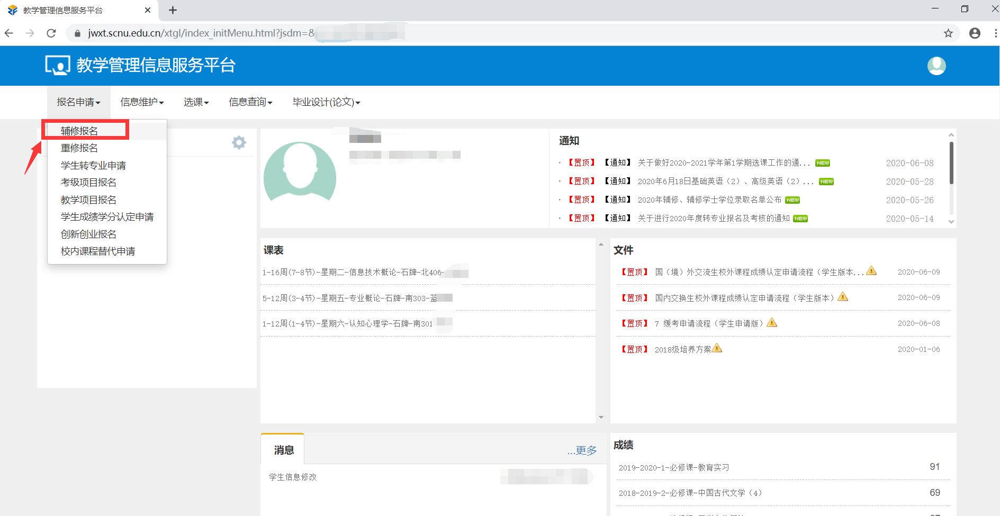 教学管理信息服务平台
jwxt.scnu.edu.cn/xtgl/index_initMenu.html?jsdm=&
教学管理信息服务平台
报名申请 信息维护 选课 信息查询 毕业设计(论文)
辅修报名
重修报名
学生转专业申请
考级项目报名
教学项目报名
学生成绩学分认定申请
创新创业报名
校内课程替代申请
通知
· 【置顶】 【通知】 关于做好2020-2021学年第1学期选课工作的通... NEW 2020-06-08
· 【置顶】 【通知】 2020年6月18日基础英语（2）、高级英语（2）... NEW 2020-05-28
· 【置顶】 【通知】 2020年辅修、辅修学士学位录取名单公布 NEW 2020-05-26
· 【置顶】 【通知】 关于进行2020年度转专业报名及考核的通知 NEW 2020-05-14
课表
1-16周(7-8节)-星期二-信息技术概论-石牌-北406-
5-12周(3-4节)-星期五-专业概论-石牌-南303-蓝
1-12周(1-4节)-星期六-认知心理学-石牌-南301
文件
【置顶】 国（境）外交流生校外课程成绩认定申请流程（学生版本... 2020-06-09
【置顶】 国内交换生校外课程成绩认定申请流程（学生版本） 2020-06-09
【置顶】 7 缓考申请流程（学生申请版） 2020-06-08
【置顶】 2018级培养方案 2020-01-06
消息 ...更多
学生信息修改
成绩
2019-2020-1-必修课-教育实习 91
2018-2019-2-必修课-中国古代文学（4） 69